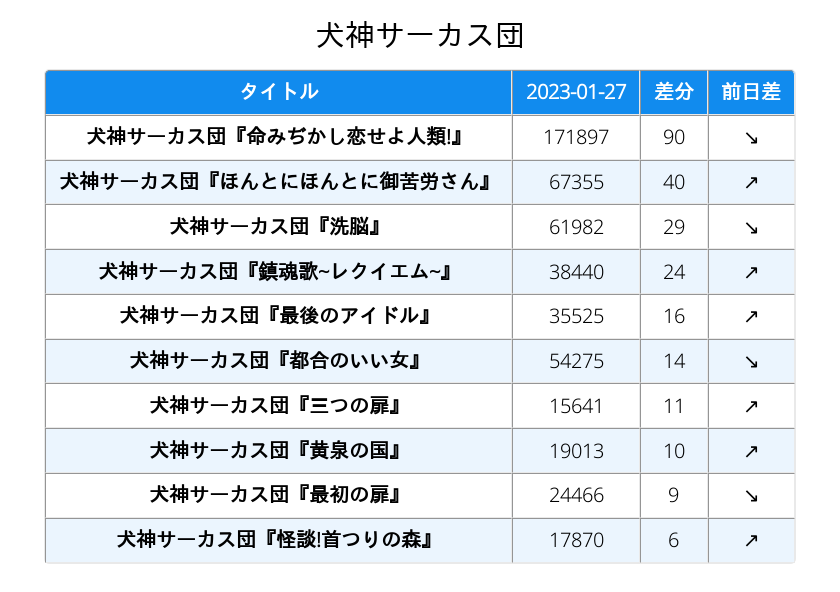 犬神サーカス団
タイトル 2023-01-27 差分 前日差
犬神サーカス団『命みぢかし恋せよ人類!』 171897 90 ↘
犬神サーカス団『ほんとにほんとに御苦労さん』 67355 40 ↗
犬神サーカス団『洗脳』 61982 29 ↘
犬神サーカス団『鎮魂歌~レクイエム~』 38440 24 ↗
犬神サーカス団『最後のアイドル』 35525 16 ↗
犬神サーカス団『都合のいい女』 54275 14 ↘
犬神サーカス団『三つの扉』 15641 11 ↗
犬神サーカス団『黄泉の国』 19013 10 ↗
犬神サーカス団『最初の扉』 24466 9 ↘
犬神サーカス団『怪談!首つりの森』 17870 6 ↗